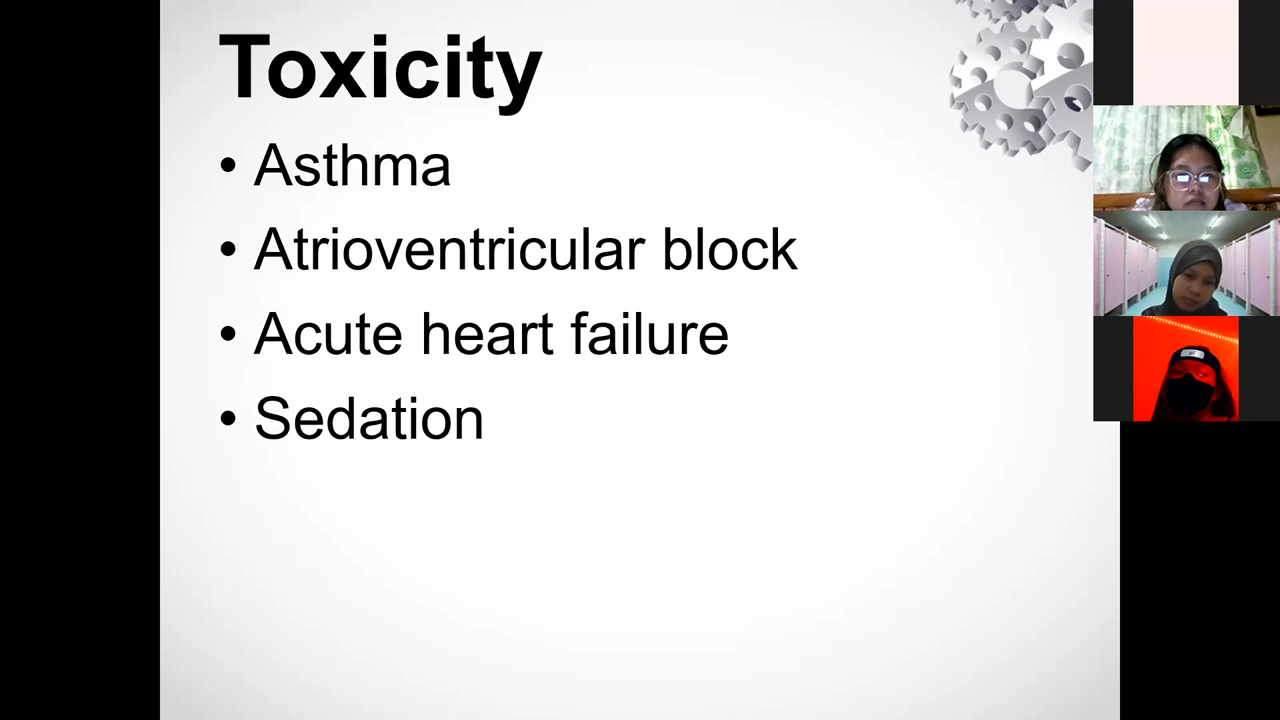 Toxicity
• Asthma
• Atrioventricular block
• Acute heart failure
• Sedation